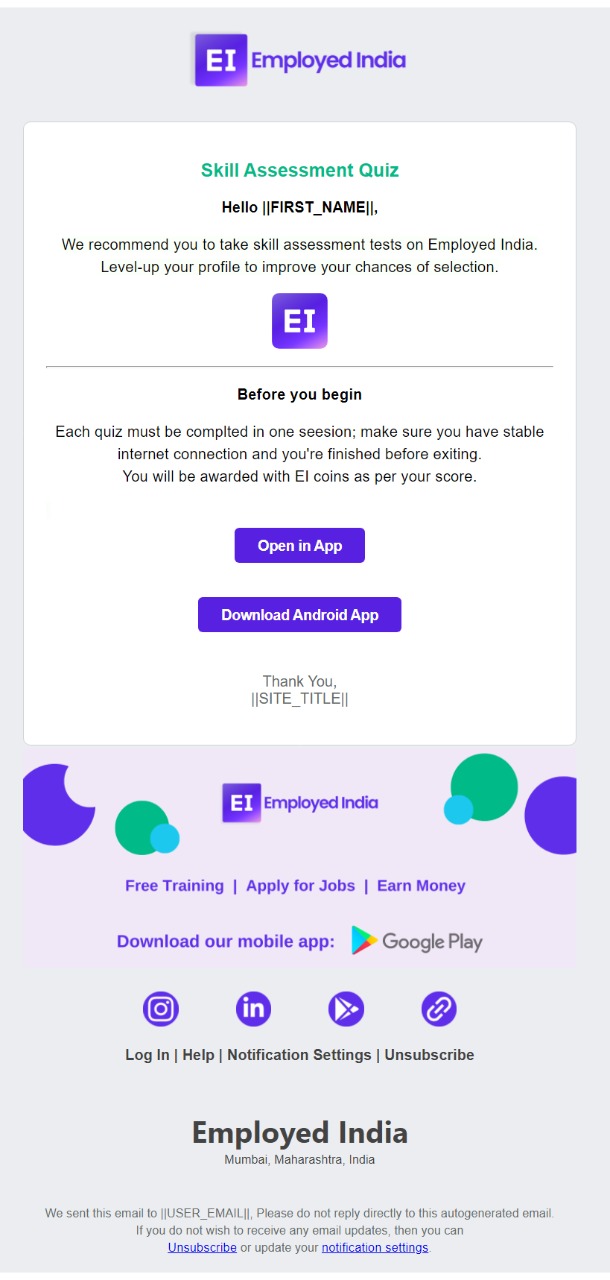 EI Employed India
Skill Assessment Quiz
Hello ||FIRST_NAME||,
We recommend you to take skill assessment tests on Employed India.
Level-up your profile to improve your chances of selection.
EI
Before you begin
Each quiz must be complted in one seesion; make sure you have stable
internet connection and you're finished before exiting.
You will be awarded with EI coins as per your score.
Open in App
Download Android App
Thank You,
||SITE_TITLE||
EI Employed India
Free Training | Apply for Jobs | Earn Money
Download our mobile app: Google Play
in
Log In | Help | Notification Settings | Unsubscribe
Employed India
Mumbai, Maharashtra, India
We sent this email to ||USER_EMAIL||, Please do not reply directly to this autogenerated email.
If you do not wish to receive any email updates, then you can
Unsubscribe or update your notification settings.